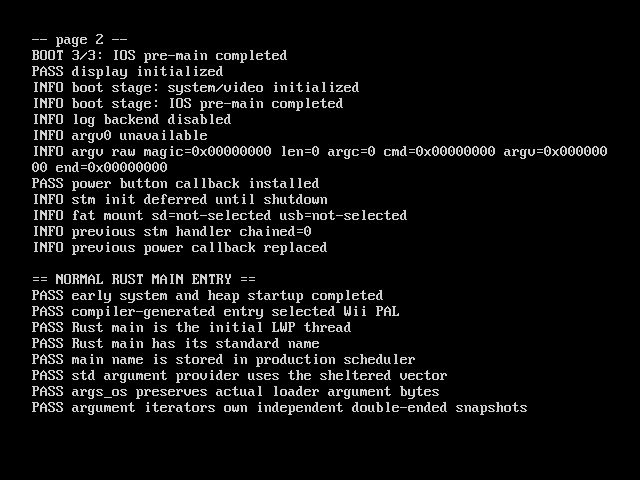 -- page 2 --
BOOT 3/3: IOS pre-main completed
PASS display initialized
INFO boot stage: system/video initialized
INFO boot stage: IOS pre-main completed
INFO log backend disabled
INFO argv0 unavailable
INFO argv raw magic=0x00000000 len=0 argc=0 cmd=0x00000000 argv=0x000000
00 end=0x00000000
PASS power button callback installed
INFO stm init deferred until shutdown
INFO fat mount sd=not-selected usb=not-selected
INFO previous stm handler chained=0
INFO previous power callback replaced
== NORMAL RUST MAIN ENTRY ==
PASS early system and heap startup completed
PASS compiler-generated entry selected Wii PAL
PASS Rust main is the initial LWP thread
PASS Rust main has its standard name
PASS main name is stored in production scheduler
PASS std argument provider uses the sheltered vector
PASS args_os preserves actual loader argument bytes
PASS argument iterators own independent double-ended snapshots